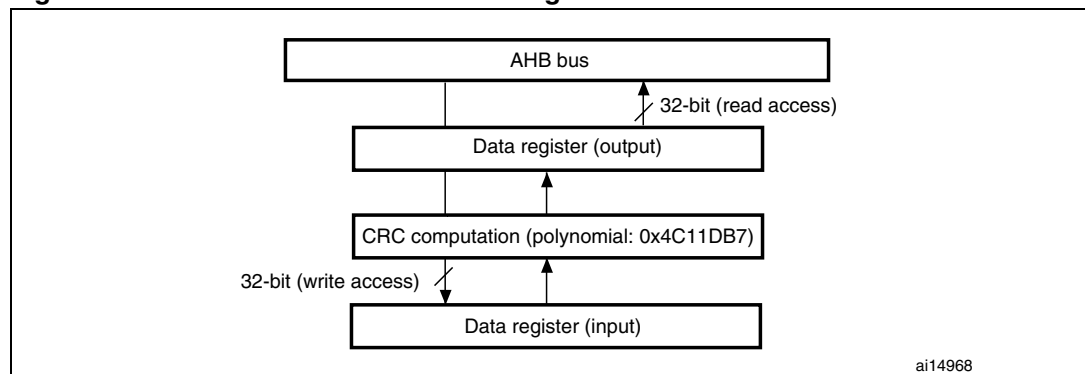 AHB bus
32-bit (read access)
Data register (output)
CRC computation (polynomial: 0x4C11DB7)
32-bit (write access)
Data register (input)
ai14968